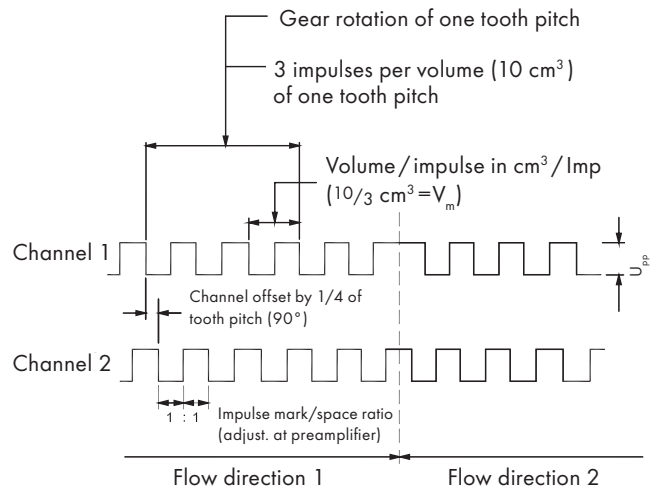 Gear rotation of one tooth pitch
3 impulses per volume (10 cm³)
of one tooth pitch
Volume/impulse in cm³/Imp
(10/3 cm³=Vₘ)
Channel 1
Uₚₚ
Channel offset by 1/4 of
tooth pitch (90°)
Channel 2
1 : 1
Impulse mark/space ratio
(adjust. at preamplifier)
Flow direction 1
Flow direction 2